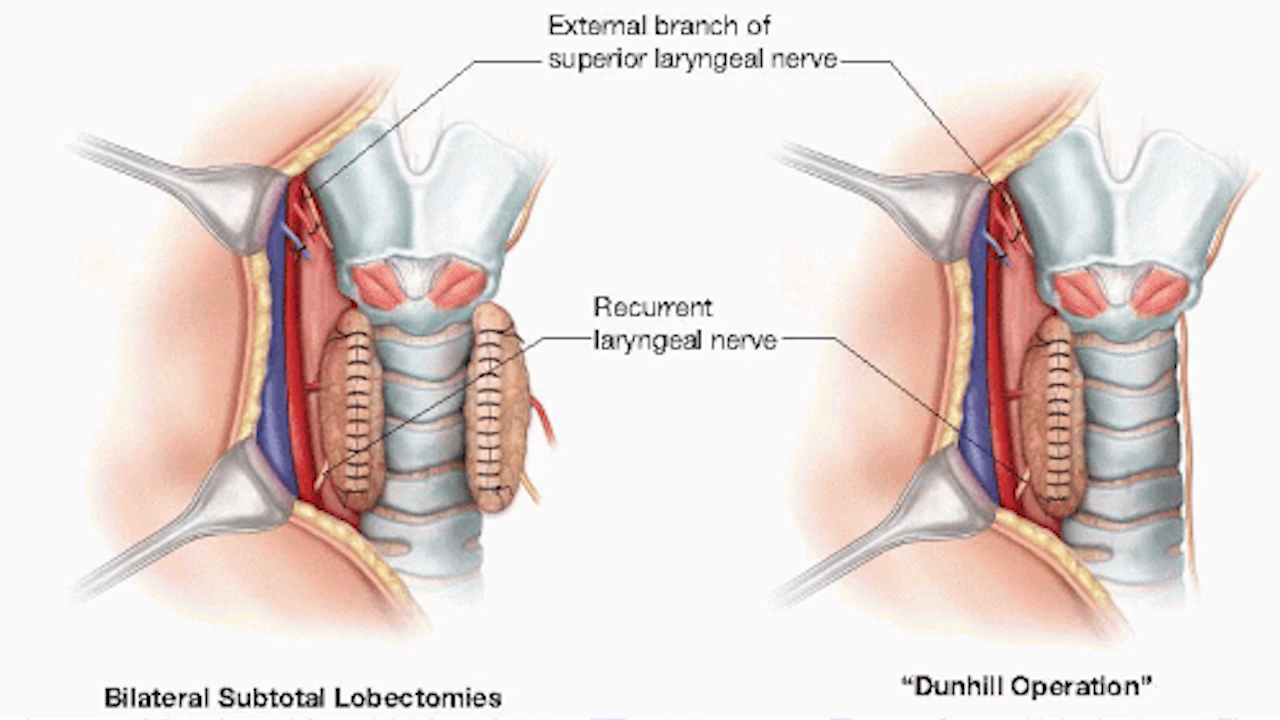 External branch of
superior laryngeal nerve
Recurrent
laryngeal nerve
Bilateral Subtotal Lobectomies
“Dunhill Operation”